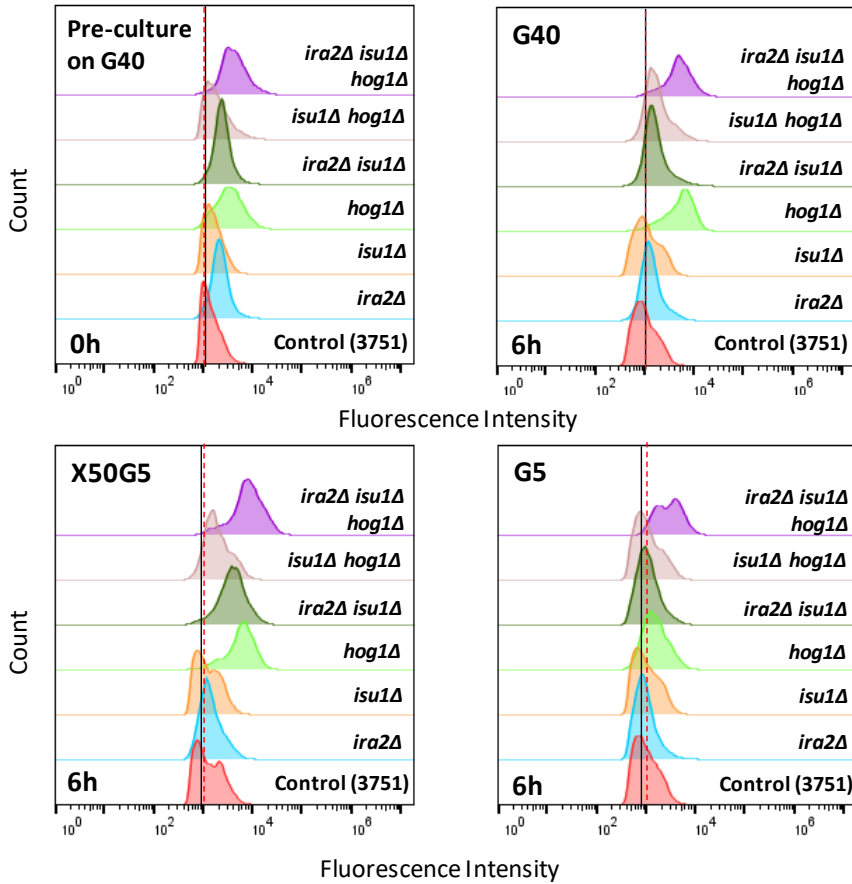 Pre-culture
on G40
ira2Δ isu1Δ
hog1Δ
isu1Δ hog1Δ
ira2Δ isu1Δ
hog1Δ
isu1Δ
ira2Δ
Control (3751)
0h
10⁰ 10² 10⁴ 10⁶
G40
ira2Δ isu1Δ
hog1Δ
isu1Δ hog1Δ
ira2Δ isu1Δ
hog1Δ
isu1Δ
ira2Δ
Control (3751)
6h
10⁰ 10² 10⁴ 10⁶
Count
Fluorescence Intensity
X50G5
ira2Δ isu1Δ
hog1Δ
isu1Δ hog1Δ
ira2Δ isu1Δ
hog1Δ
isu1Δ
ira2Δ
Control (3751)
6h
10⁰ 10² 10⁴ 10⁶
G5
ira2Δ isu1Δ
hog1Δ
isu1Δ hog1Δ
ira2Δ isu1Δ
hog1Δ
isu1Δ
ira2Δ
Control (3751)
6h
10⁰ 10² 10⁴ 10⁶
Count
Fluorescence Intensity